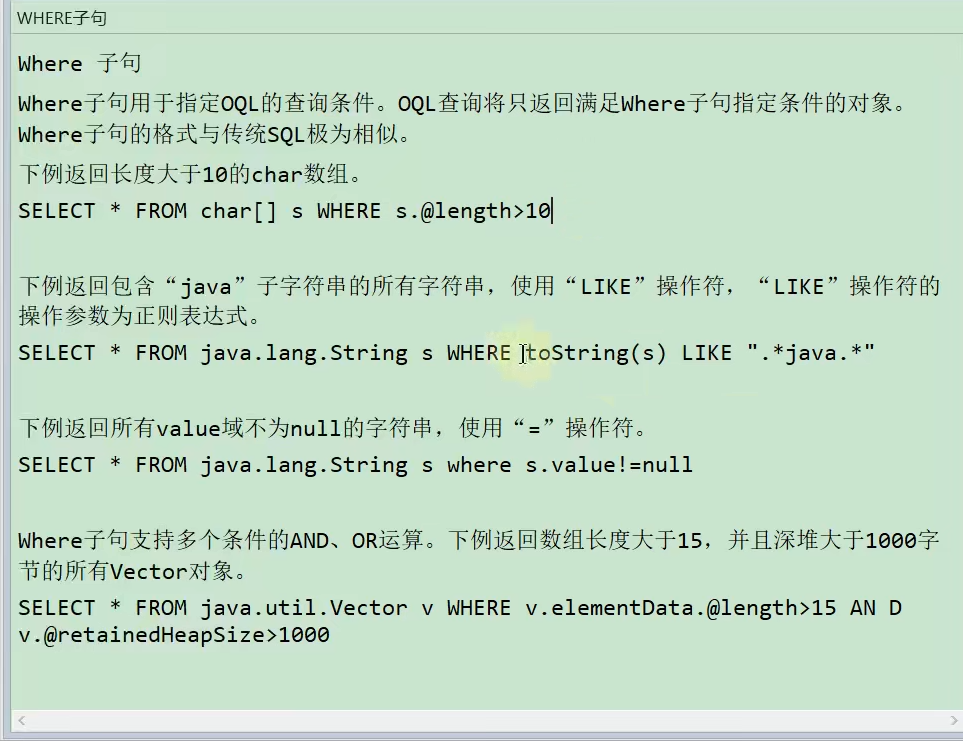 WHERE子句
Where 子句
Where子句用于指定OQL的查询条件。OQL查询将只返回满足Where子句指定条件的对象。
Where子句的格式与传统SQL极为相似。
下例返回长度大于10的char数组。
SELECT * FROM char[] s WHERE s.@length>10
下例返回包含“java”子字符串的所有字符串，使用“LIKE”操作符，“LIKE”操作符的
操作参数为正则表达式。
SELECT * FROM java.lang.String s WHERE toString(s) LIKE ".*java.*"
下例返回所有value域不为null的字符串，使用“=”操作符。
SELECT * FROM java.lang.String s where s.value!=null
Where子句支持多个条件的AND、OR运算。下例返回数组长度大于15，并且深堆大于1000字
节的所有Vector对象。
SELECT * FROM java.util.Vector v WHERE v.elementData.@length>15 AN D
v.@retainedHeapSize>1000